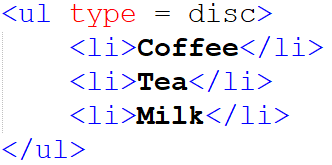 <ul type = disc>
<li>Coffee</li>
<li>Tea</li>
<li>Milk</li>
</ul>